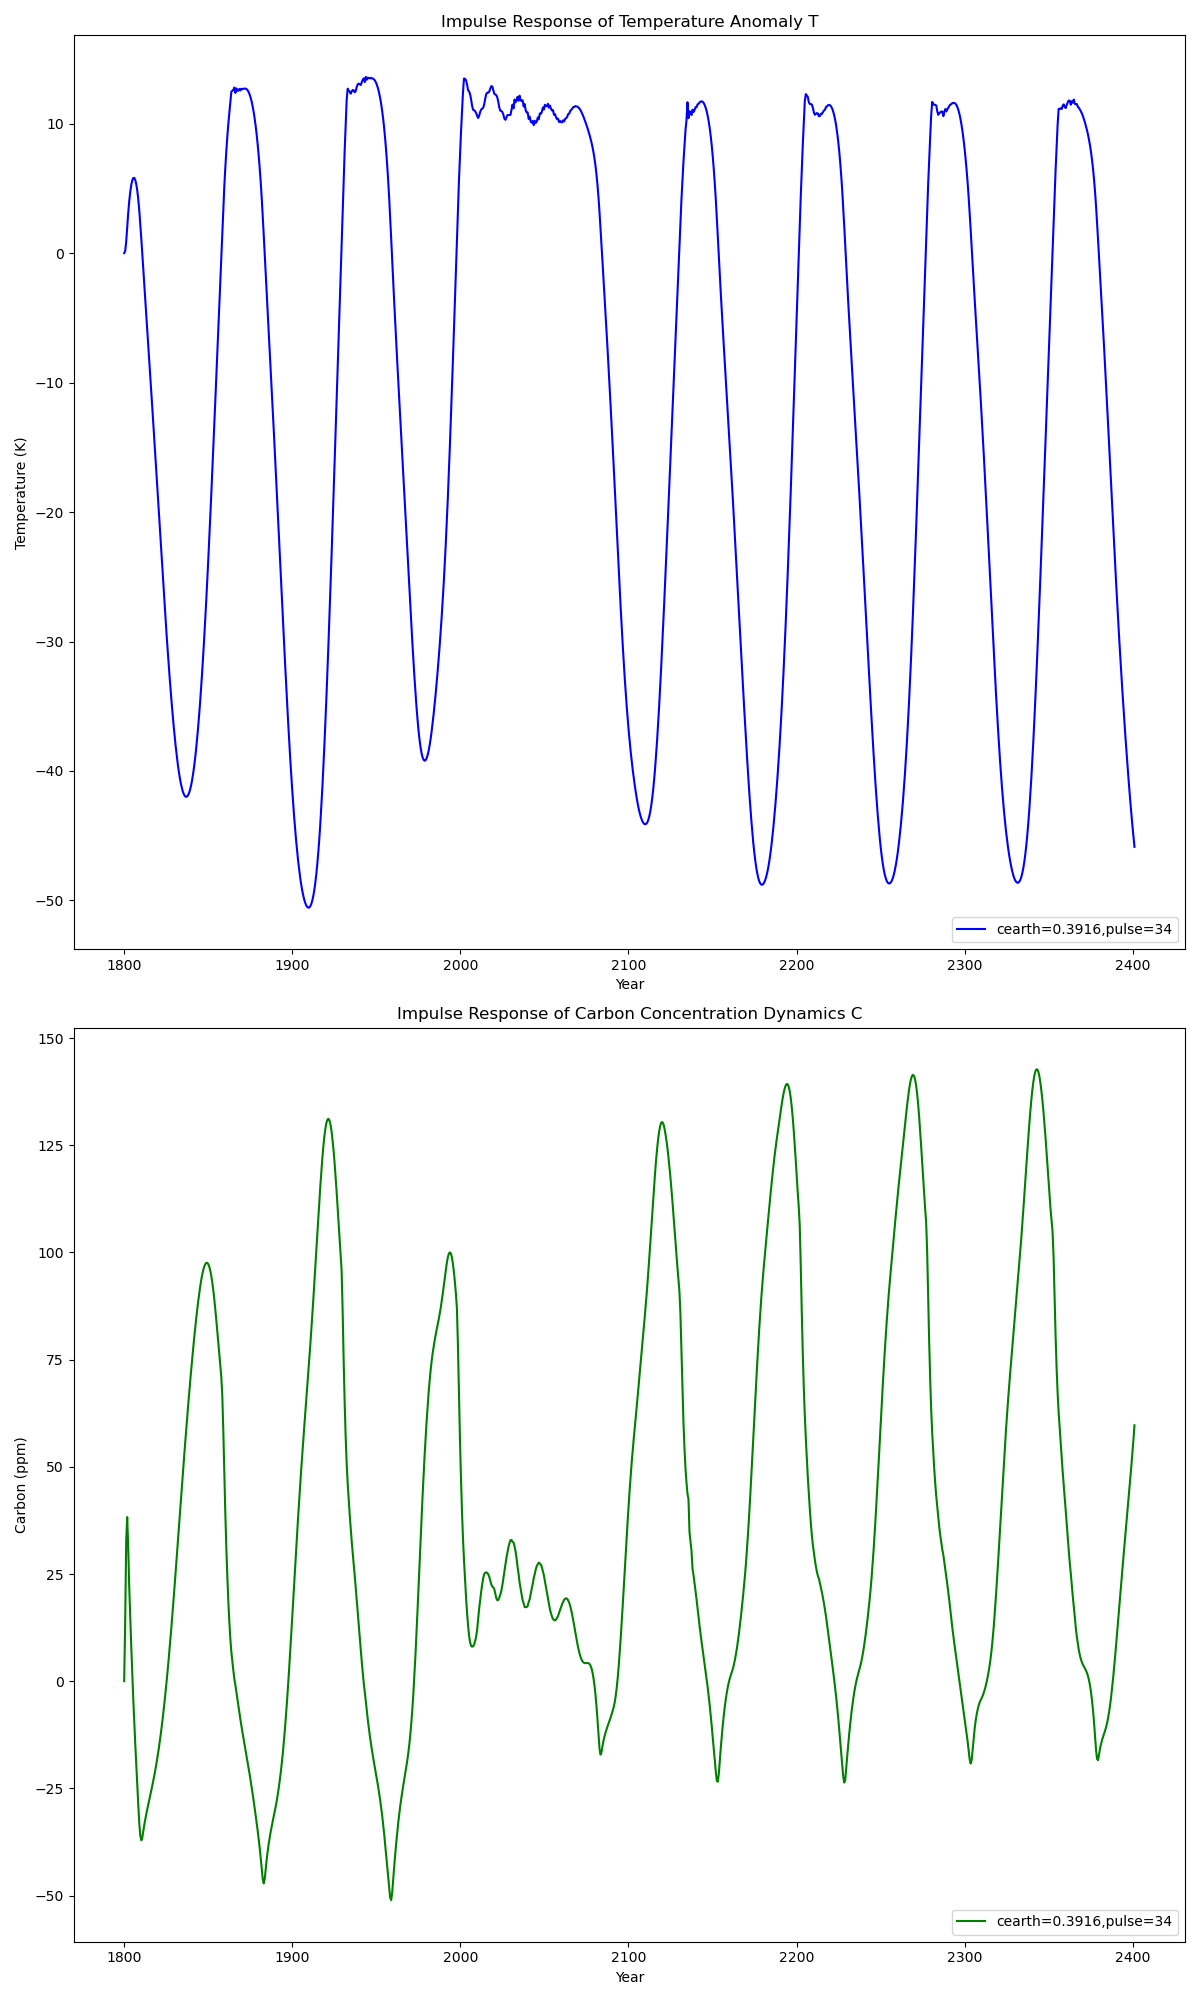 Impulse Response of Temperature Anomaly T
10
0
−10
−20
−30
−40
−50
Temperature (K)
cearth=0.3916,pulse=34
1800 1900 2000 2100 2200 2300 2400
Year
Impulse Response of Carbon Concentration Dynamics C
150
125
100
75
50
25
0
−25
−50
Carbon (ppm)
cearth=0.3916,pulse=34
1800 1900 2000 2100 2200 2300 2400
Year